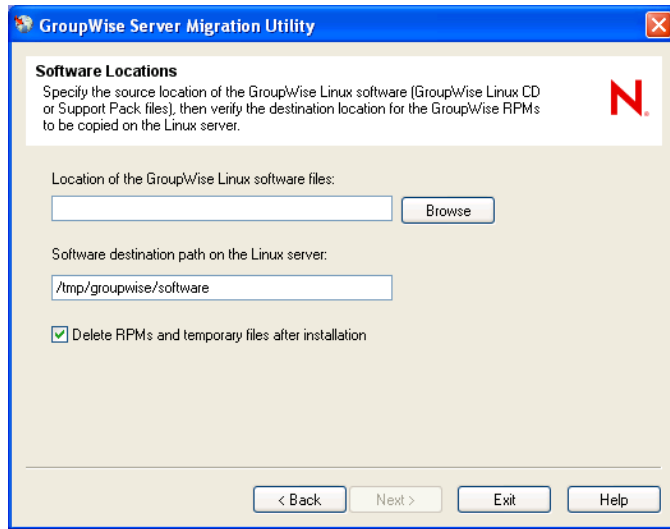 GroupWise Server Migration Utility
Software Locations
Specify the source location of the GroupWise Linux software (GroupWise Linux CD
or Support Pack files), then verify the destination location for the GroupWise RPMs
to be copied on the Linux server.
N.
Location of the GroupWise Linux software files:
Browse
Software destination path on the Linux server:
/tmp/groupwise/software
Delete RPMs and temporary files after installation
< Back
Next >
Exit
Help